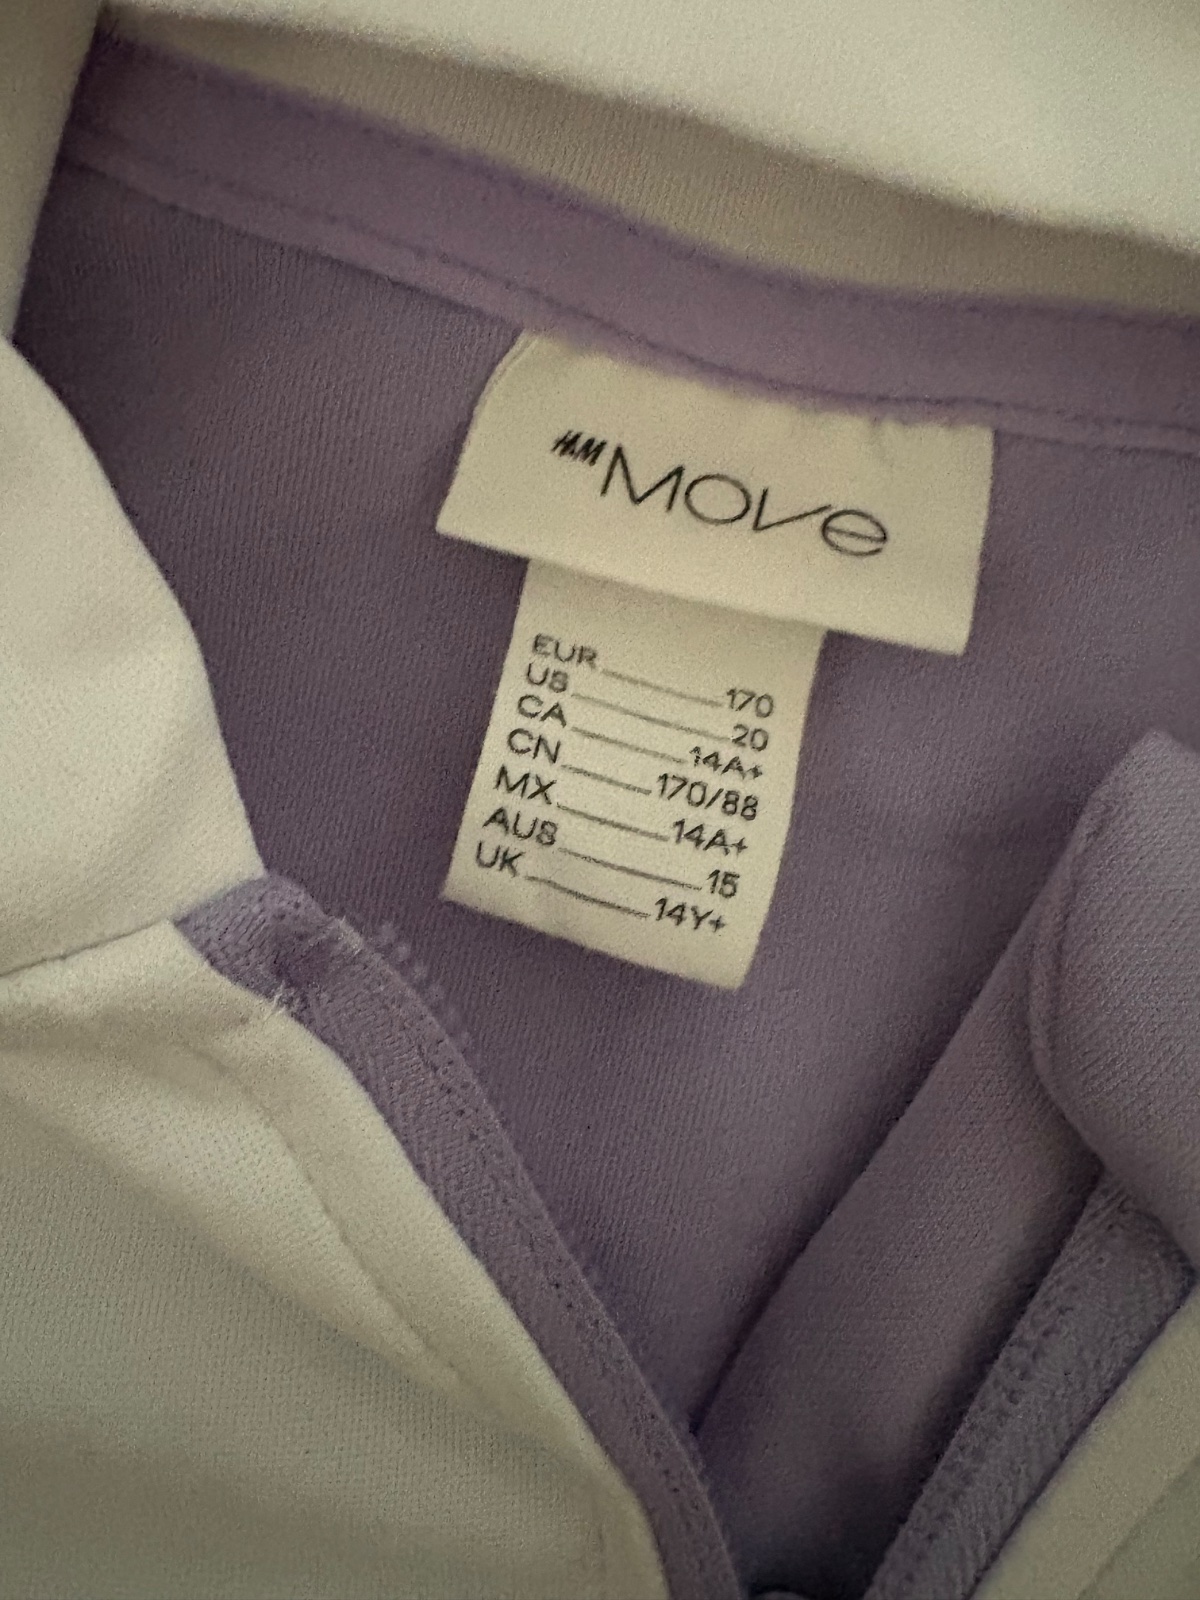 H&M MOVE
EUR 170
US 20
CA 14A+
CN 170/88
MX 14A+
AUS 15
UK 14Y+